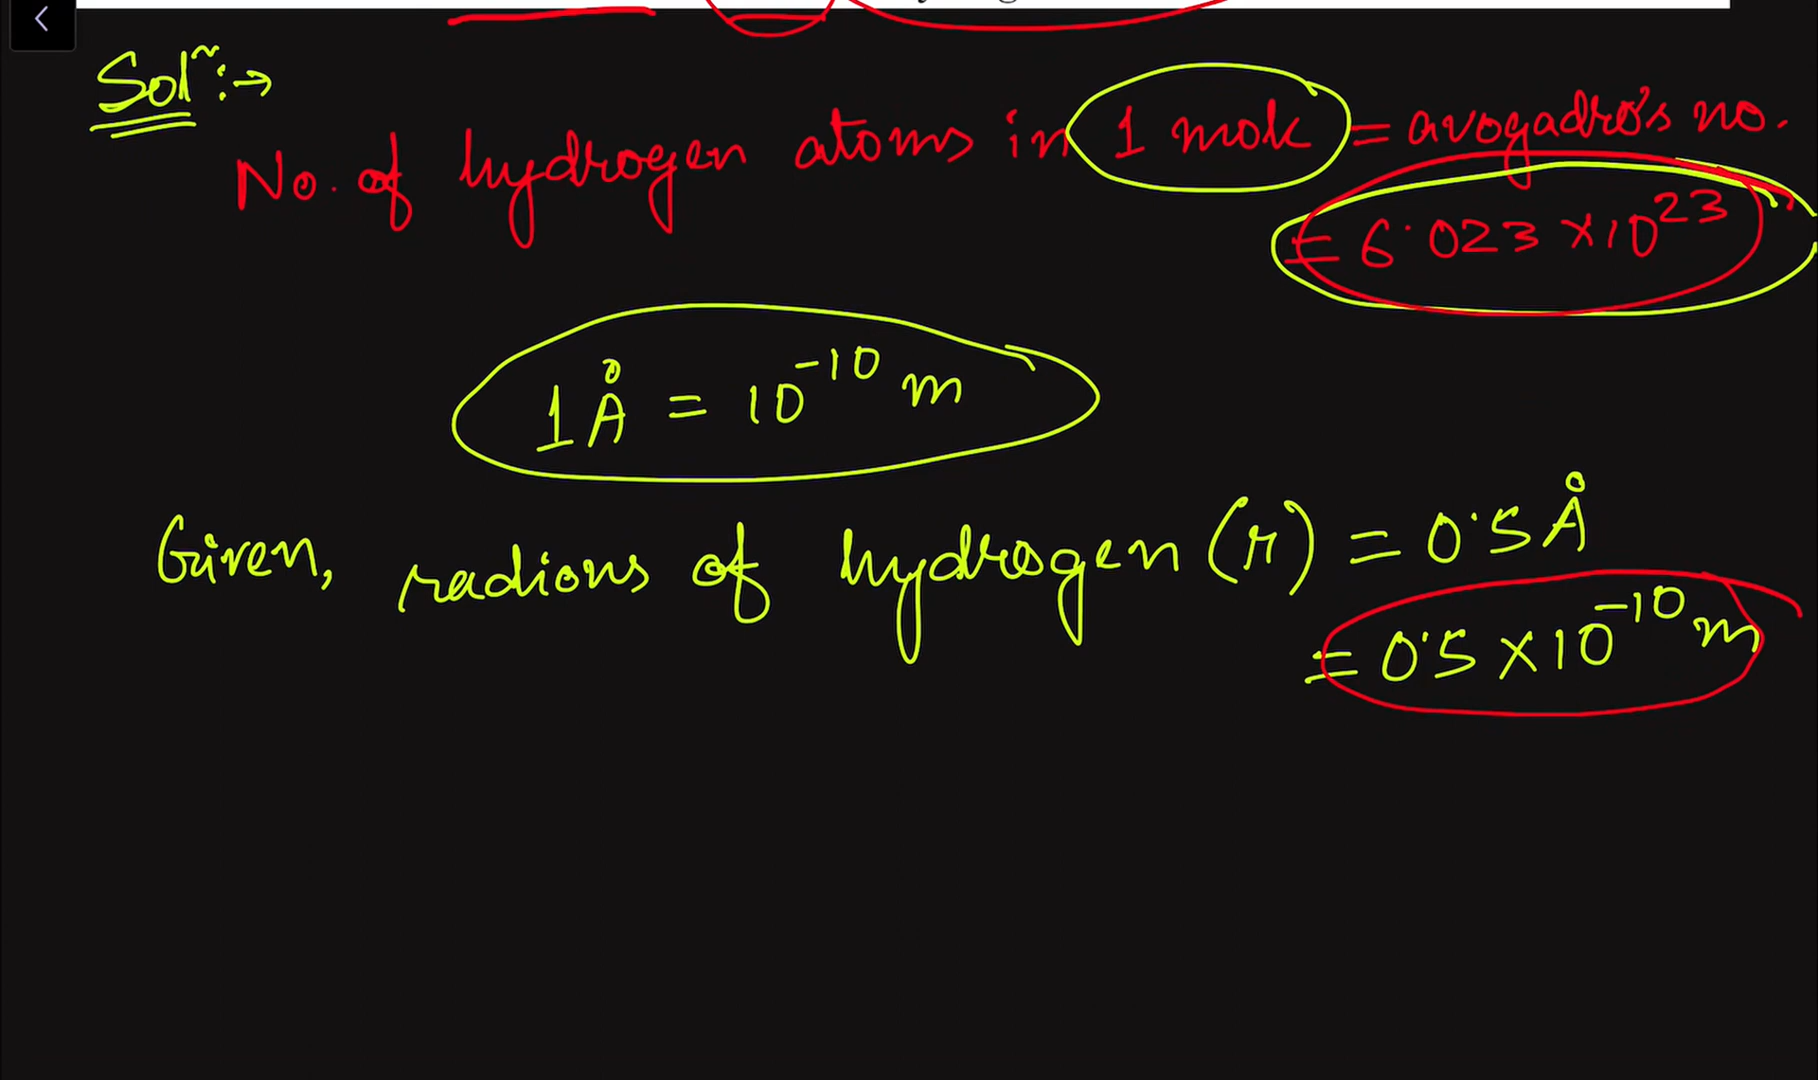 Solⁿ :→
No. of hydrogen atoms in 1 mole = avogadro's no.
= 6.023 × 10²³
1 Å = 10⁻¹⁰ m
Given, radious of hydrogen (r) = 0.5 Å
= 0.5 × 10⁻¹⁰ m